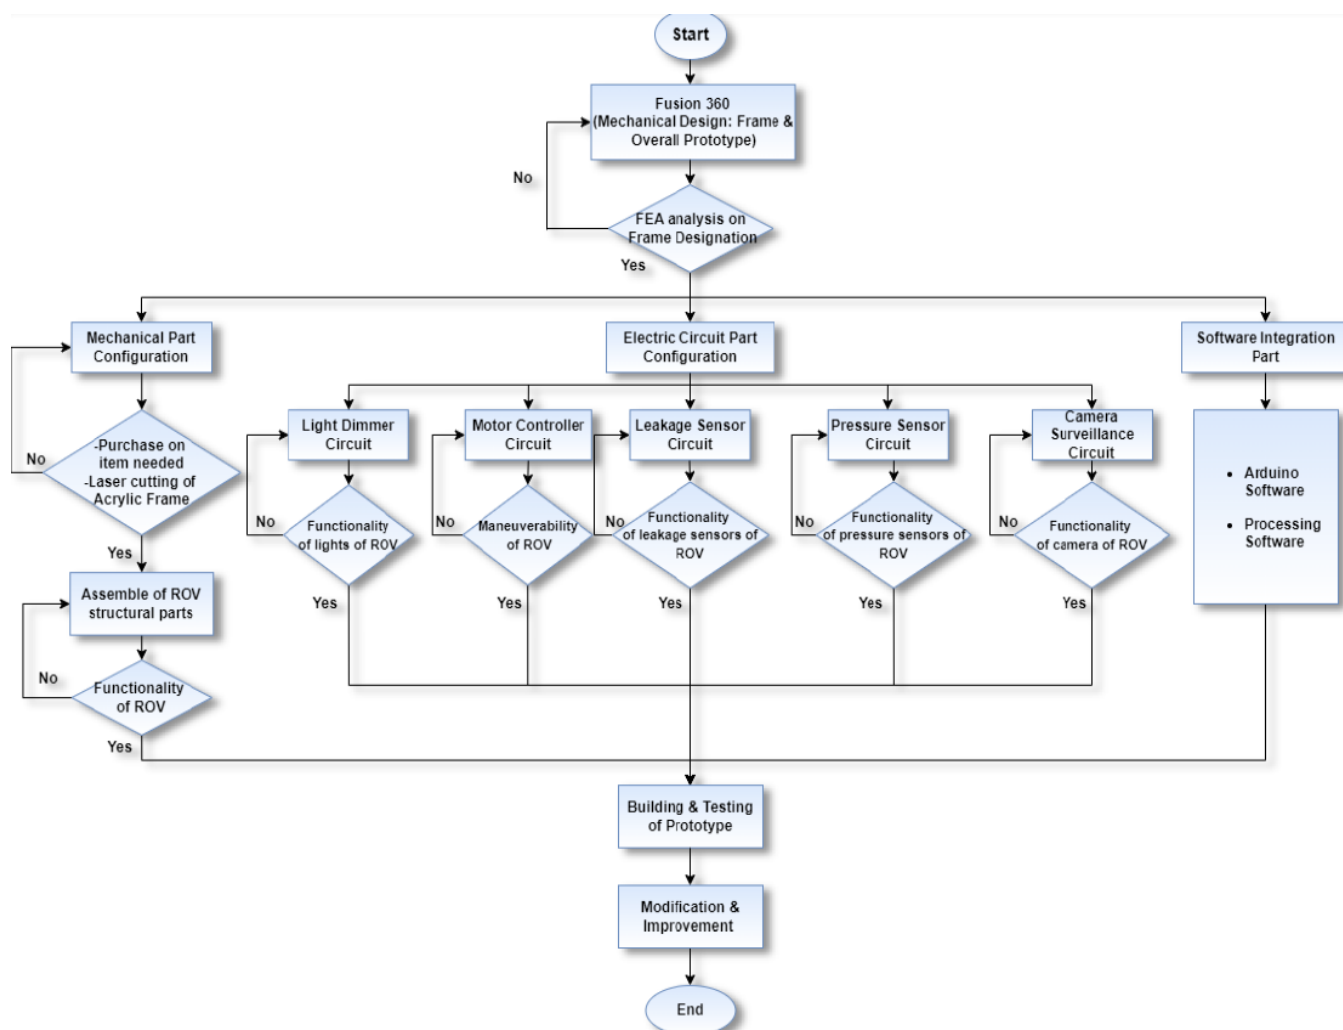 Start
Fusion 360
(Mechanical Design: Frame &
Overall Prototype)
No
FEA analysis on
Frame Designation
Yes
Mechanical Part
Configuration
Electric Circuit Part
Configuration
Software Integration
Part
No
-Purchase on
item needed
-Laser cutting of
Acrylic Frame
Yes
Assemble of ROV
structural parts
No
Functionality
of ROV
Yes
Light Dimmer
Circuit
No
Functionality
of lights of ROV
Yes
Motor Controller
Circuit
No
Maneuverability
of ROV
Yes
Leakage Sensor
Circuit
No
Functionality
of leakage sensors of
ROV
Yes
Pressure Sensor
Circuit
No
Functionality
of pressure sensors of
ROV
Yes
Camera
Surveillance
Circuit
No
Functionality
of camera of ROV
Yes
• Arduino
Software
• Processing
Software
Building & Testing
of Prototype
Modification &
Improvement
End